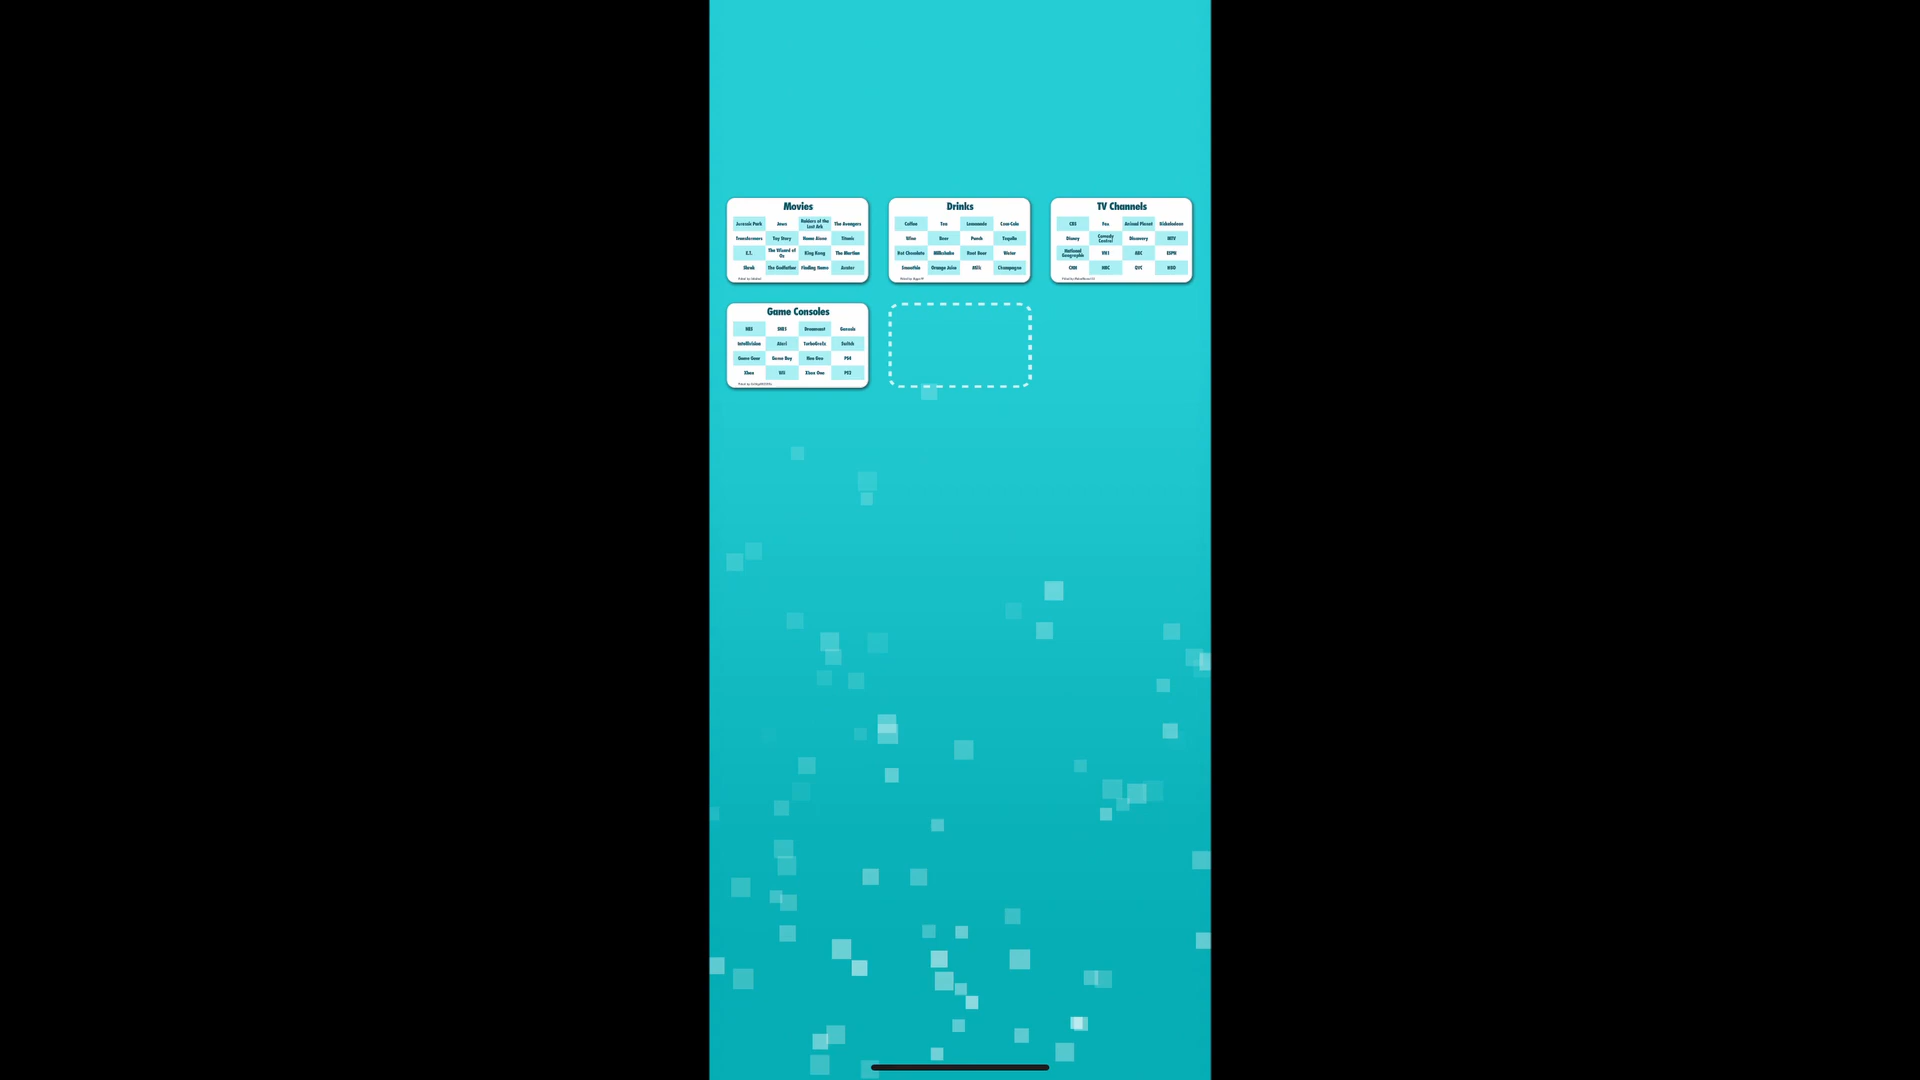 Movies
Jurassic Park Jaws Raiders of the Lost Ark The Avengers
Transformers Toy Story Home Alone Titanic
E.T. The Wizard of Oz King Kong The Martian
Shrek The Godfather Finding Nemo Avatar
Drinks
Coffee Tea Lemonade Coca-Cola
Wine Beer Punch Tequila
Hot Chocolate Milkshake Root Beer Water
Smoothie Orange Juice Milk Champagne
TV Channels
CBS Fox Animal Planet Nickelodeon
Disney Comedy Central Discovery MTV
National Geographic VH1 ABC ESPN
CNN NBC QVC HBO
Game Consoles
NES SNES Dreamcast Genesis
Intellivision Atari TurboGrafx Switch
Game Gear Game Boy Neo Geo PS4
Xbox Wii Xbox One PS3